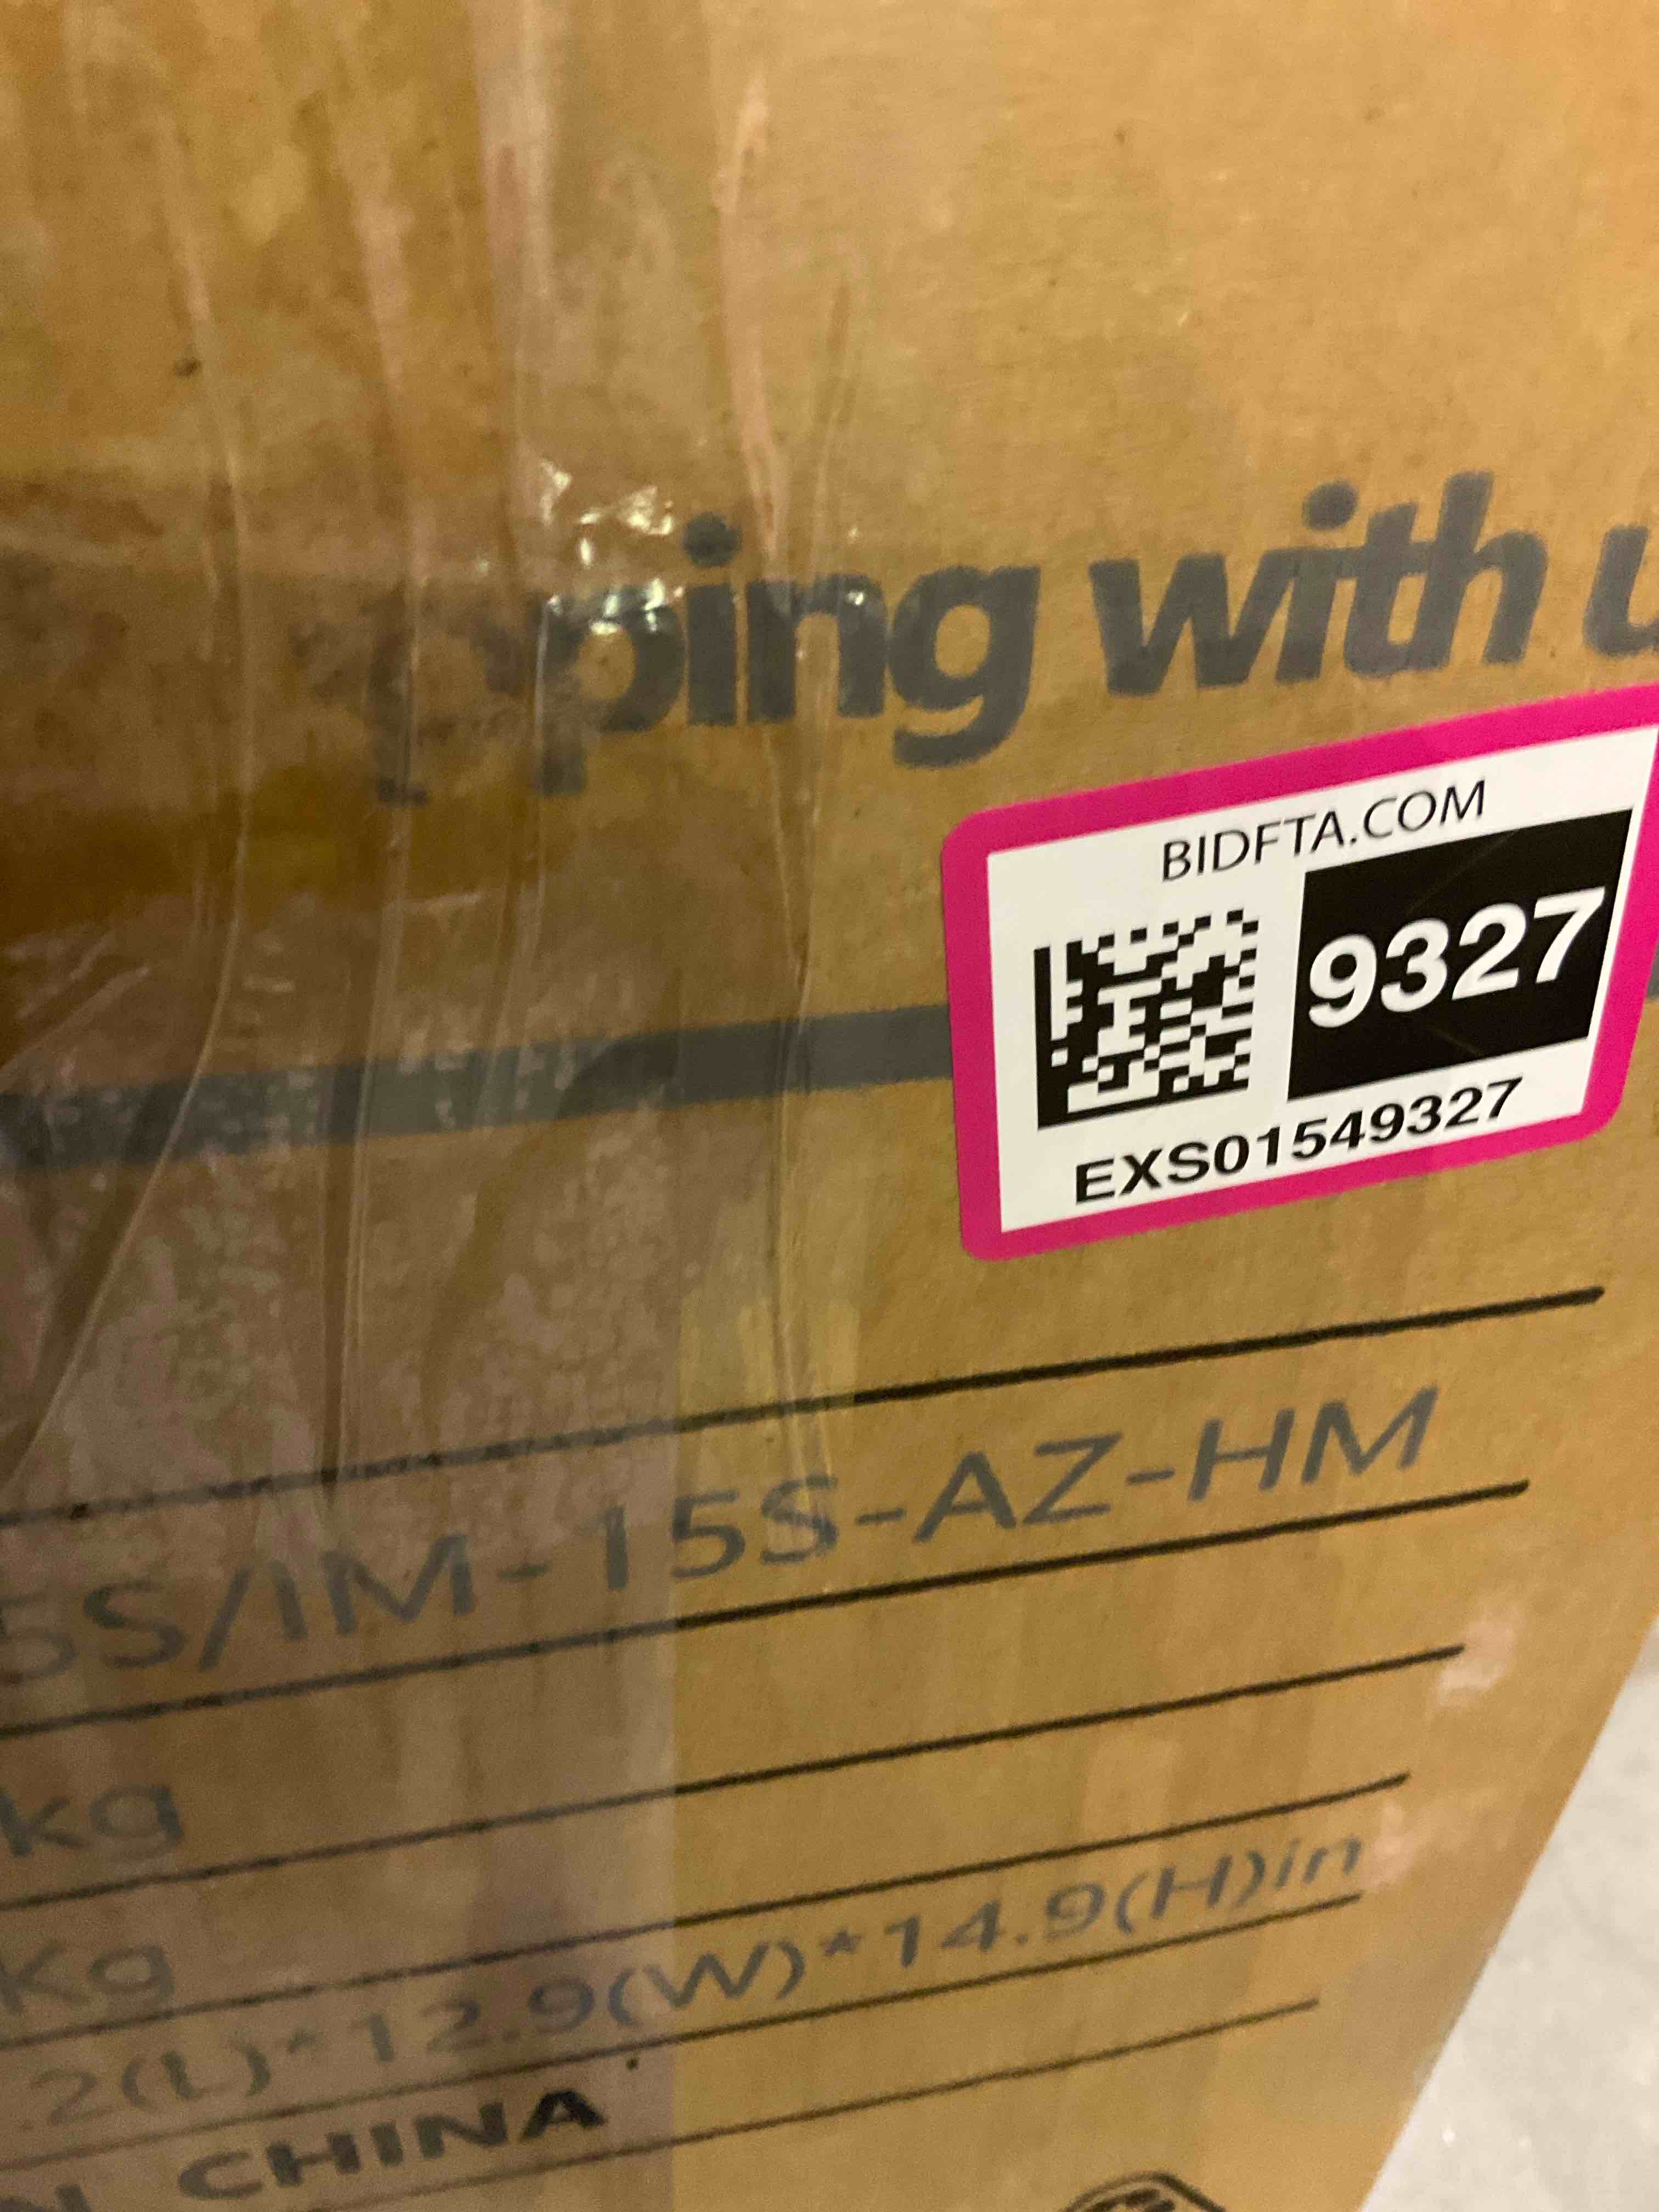 ping with u
BIDFTA.COM
9327
EXS01549327
5S/IM-15S-AZ-HM
kg
Kg
.2(L)*12.9(W)*14.9(H)in
N CHINA